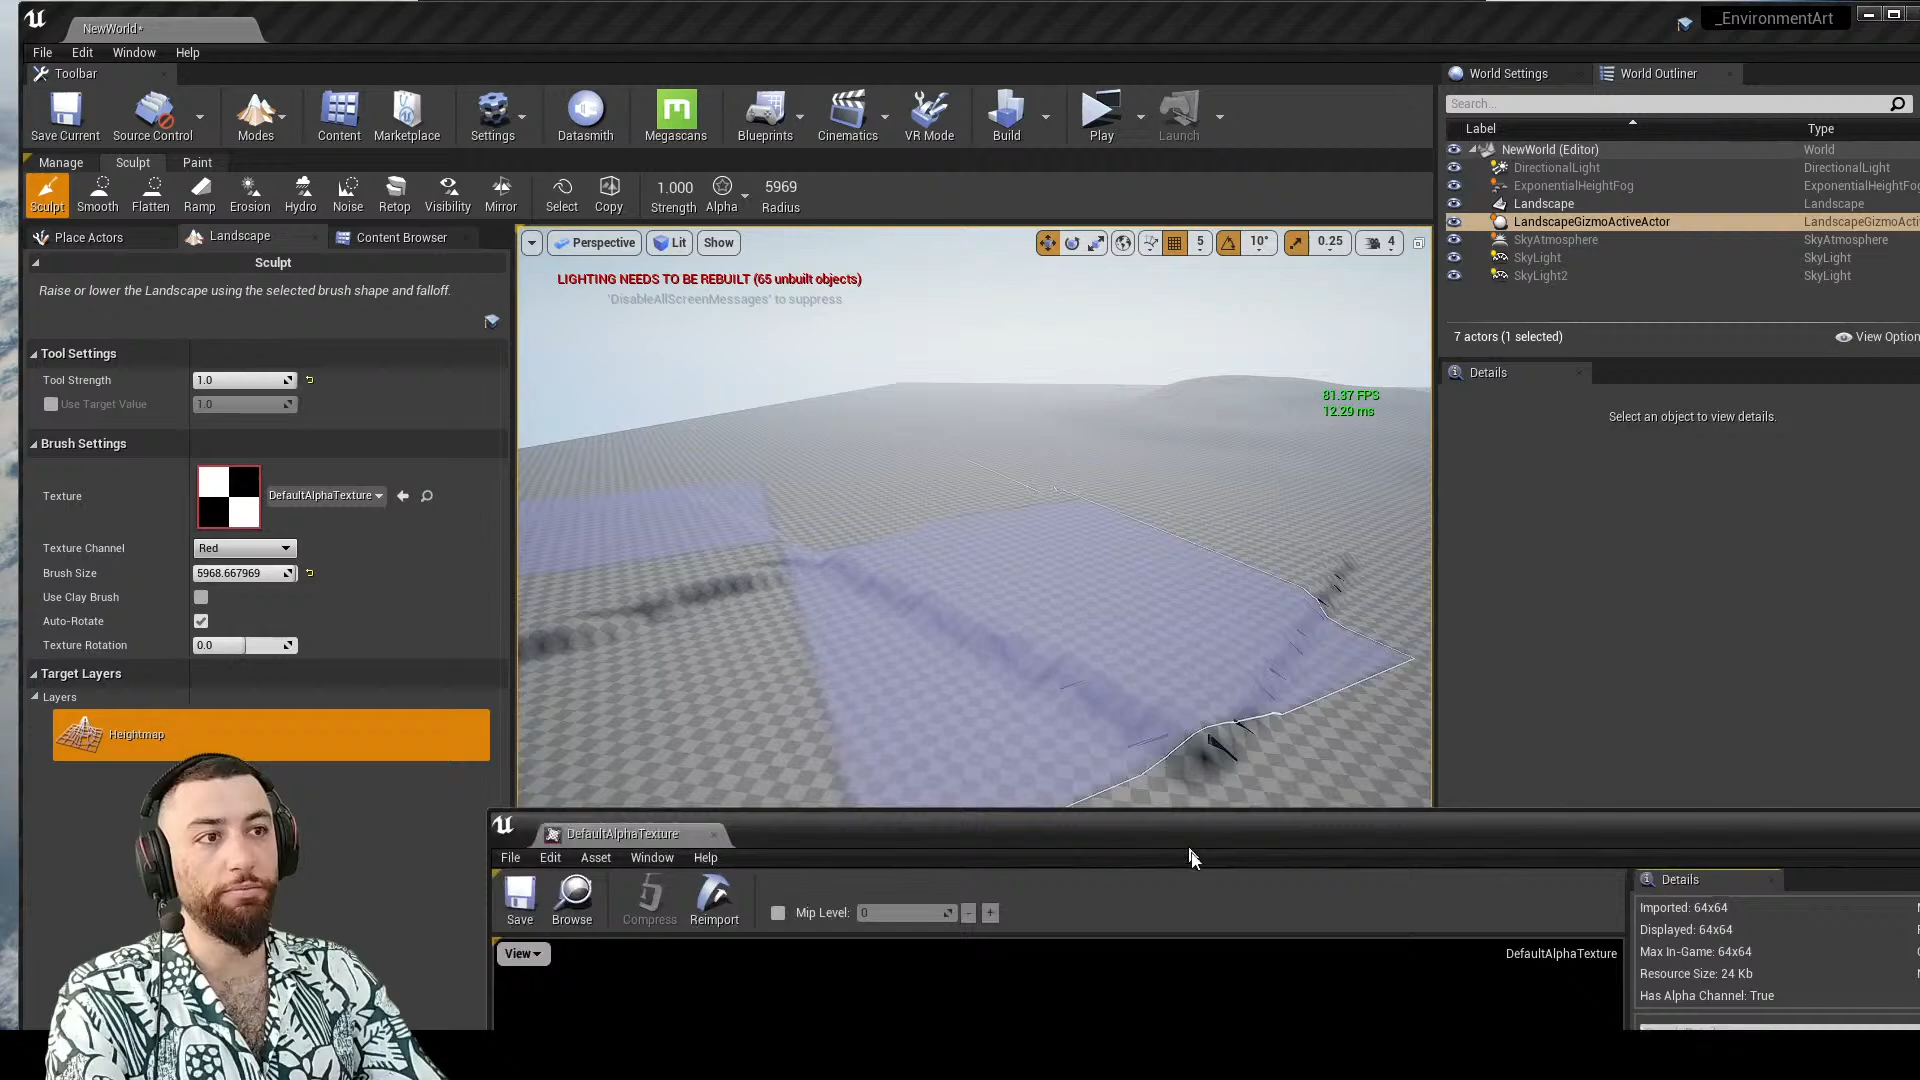 NewWorld*
_EnvironmentArt
File Edit Window Help
Toolbar
World Settings World Outliner
Search...
Save Current Source Control Modes Content Marketplace Settings Datasmith Megascans Blueprints Cinematics VR Mode Build Play Launch
Label Type
NewWorld (Editor) World
DirectionalLight DirectionalLight
ExponentialHeightFog ExponentialHeightFog
Landscape Landscape
LandscapeGizmoActiveActor LandscapeGizmoActi
SkyAtmosphere SkyAtmosphere
SkyLight SkyLight
SkyLight2 SkyLight
7 actors (1 selected) View Option
Manage Sculpt Paint
Sculpt Smooth Flatten Ramp Erosion Hydro Noise Retop Visibility Mirror Select Copy
1.000 Strength
Alpha
5969 Radius
Place Actors Landscape Content Browser
Perspective Lit Show
5 10° 0.25 4
Sculpt
Raise or lower the Landscape using the selected brush shape and falloff.
LIGHTING NEEDS TO BE REBUILT (65 unbuilt objects)
'DisableAllScreenMessages' to suppress
81.37 FPS
12.29 ms
Details
Select an object to view details.
Tool Settings
Tool Strength 1.0
Use Target Value 1.0
Brush Settings
Texture DefaultAlphaTexture
Texture Channel Red
Brush Size 5968.667969
Use Clay Brush
Auto-Rotate
Texture Rotation 0.0
Target Layers
Layers
Heightmap
DefaultAlphaTexture
File Edit Asset Window Help
Save Browse Compress Reimport
Mip Level: 0 - +
View
DefaultAlphaTexture
Details
Imported: 64x64
Displayed: 64x64
Max In-Game: 64x64
Resource Size: 24 Kb
Has Alpha Channel: True